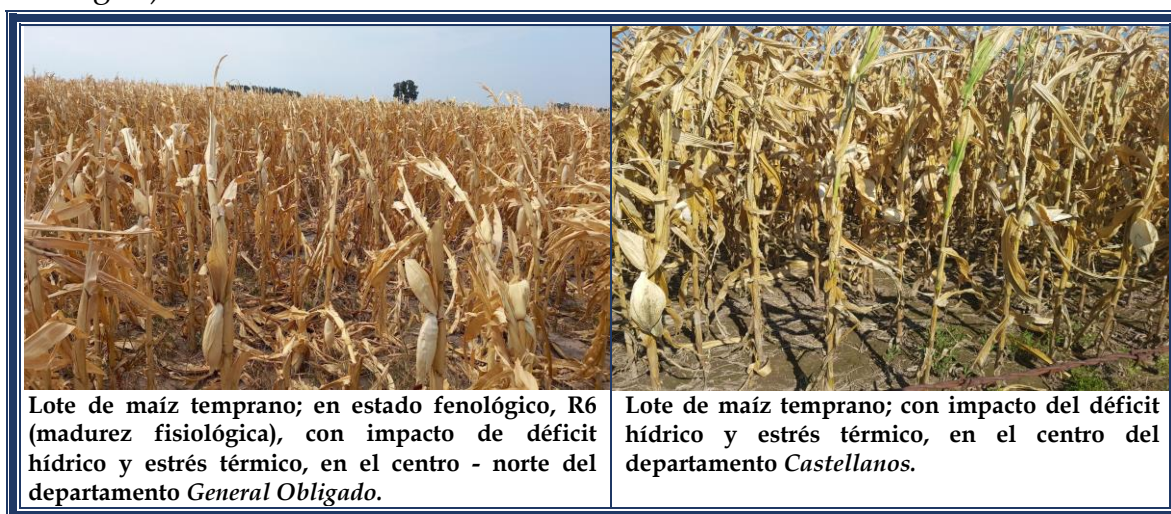 Lote de maíz temprano; en estado fenológico, R6
(madurez fisiológica), con impacto de déficit
hídrico y estrés térmico, en el centro - norte del
departamento General Obligado.
Lote de maíz temprano; con impacto del déficit
hídrico y estrés térmico, en el centro del
departamento Castellanos.